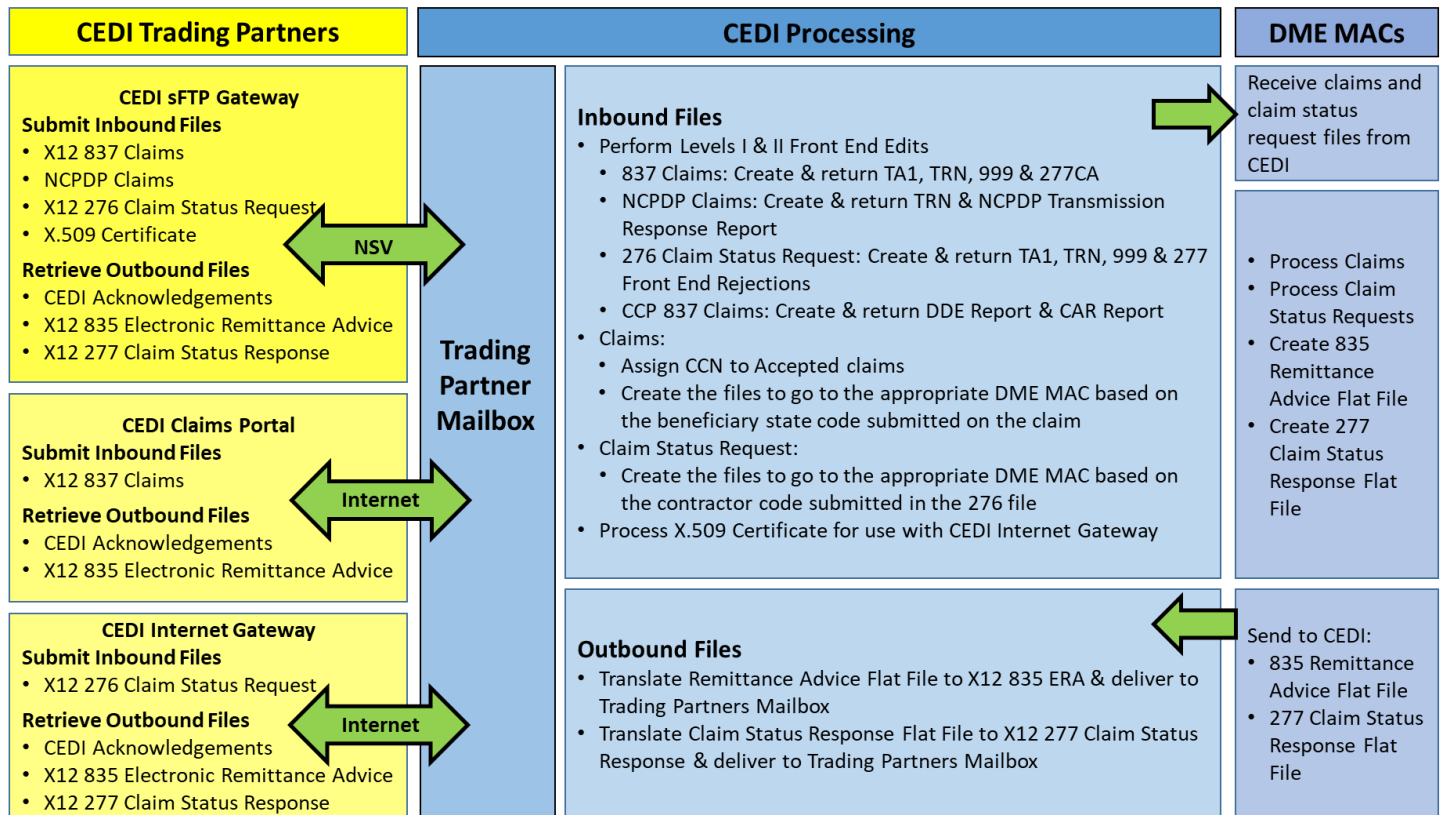 CEDI Trading Partners
CEDI Processing
DME MACs
CEDI sFTP Gateway
Submit Inbound Files
• X12 837 Claims
• NCPDP Claims
• X12 276 Claim Status Request
• X.509 Certificate
Retrieve Outbound Files
• CEDI Acknowledgements
• X12 835 Electronic Remittance Advice
• X12 277 Claim Status Response
NSV
CEDI Claims Portal
Submit Inbound Files
• X12 837 Claims
Retrieve Outbound Files
• CEDI Acknowledgements
• X12 835 Electronic Remittance Advice
Internet
CEDI Internet Gateway
Submit Inbound Files
• X12 276 Claim Status Request
Retrieve Outbound Files
• CEDI Acknowledgements
• X12 835 Electronic Remittance Advice
• X12 277 Claim Status Response
Internet
Trading
Partner
Mailbox
Inbound Files
• Perform Levels I & II Front End Edits
• 837 Claims: Create & return TA1, TRN, 999 & 277CA
• NCPDP Claims: Create & return TRN & NCPDP Transmission
Response Report
• 276 Claim Status Request: Create & return TA1, TRN, 999 & 277
Front End Rejections
• CCP 837 Claims: Create & return DDE Report & CAR Report
• Claims:
• Assign CCN to Accepted claims
• Create the files to go to the appropriate DME MAC based on
the beneficiary state code submitted on the claim
• Claim Status Request:
• Create the files to go to the appropriate DME MAC based on
the contractor code submitted in the 276 file
• Process X.509 Certificate for use with CEDI Internet Gateway
Outbound Files
• Translate Remittance Advice Flat File to X12 835 ERA & deliver to
Trading Partners Mailbox
• Translate Claim Status Response Flat File to X12 277 Claim Status
Response & deliver to Trading Partners Mailbox
Receive claims and
claim status
request files from
CEDI
• Process Claims
• Process Claim
Status Requests
• Create 835
Remittance
Advice Flat File
• Create 277
Claim Status
Response Flat
File
Send to CEDI:
• 835 Remittance
Advice Flat File
• 277 Claim Status
Response Flat
File